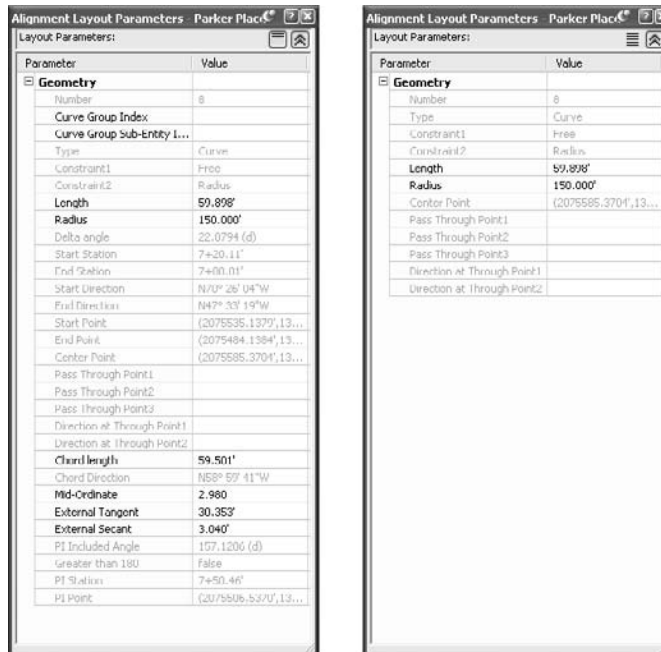 Alignment Layout Parameters - Parker Place
Layout Parameters:
Parameter Value
Geometry
Number 8
Curve Group Index
Curve Group Sub-Entity I...
Type Curve
Constraint1 Free
Constraint2 Radius
Length 59.898'
Radius 150.000'
Delta angle 22.0794 (d)
Start Station 7+20.11'
End Station
Start Direction N70° 26' 04"W
End Direction N47° 33' 19"W
Start Point (2075535.1379',13...
End Point (2075484.1384',13...
Center Point (2075585.3704',13...
Pass Through Point1
Pass Through Point2
Pass Through Point3
Direction at Through Point1
Direction at Through Point2
Chord length 59.501'
Chord Direction N58° 59' 41"W
Mid-Ordinate 2.980
External Tangent 30.353'
External Secant 3.040'
PI Included Angle 157.1206 (d)
Greater than 180 False
PI Station 7+50.46'
PI Point (2075506.5370',13...
Alignment Layout Parameters - Parker Place
Layout Parameters:
Parameter Value
Geometry
Number 8
Type Curve
Constraint1 Free
Constraint2 Radius
Length 59.898'
Radius 150.000'
Center Point (2075585.3704',13...
Pass Through Point1
Pass Through Point2
Pass Through Point3
Direction at Through Point1
Direction at Through Point2